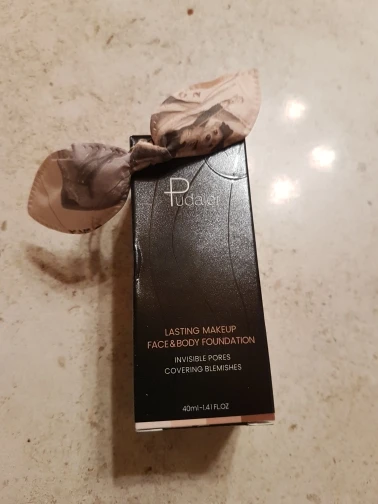 Pudaier
LASTING MAKEUP
FACE&BODY FOUNDATION
INVISIBLE PORES
COVERING BLEMISHES
40ml-1.41FL.OZ